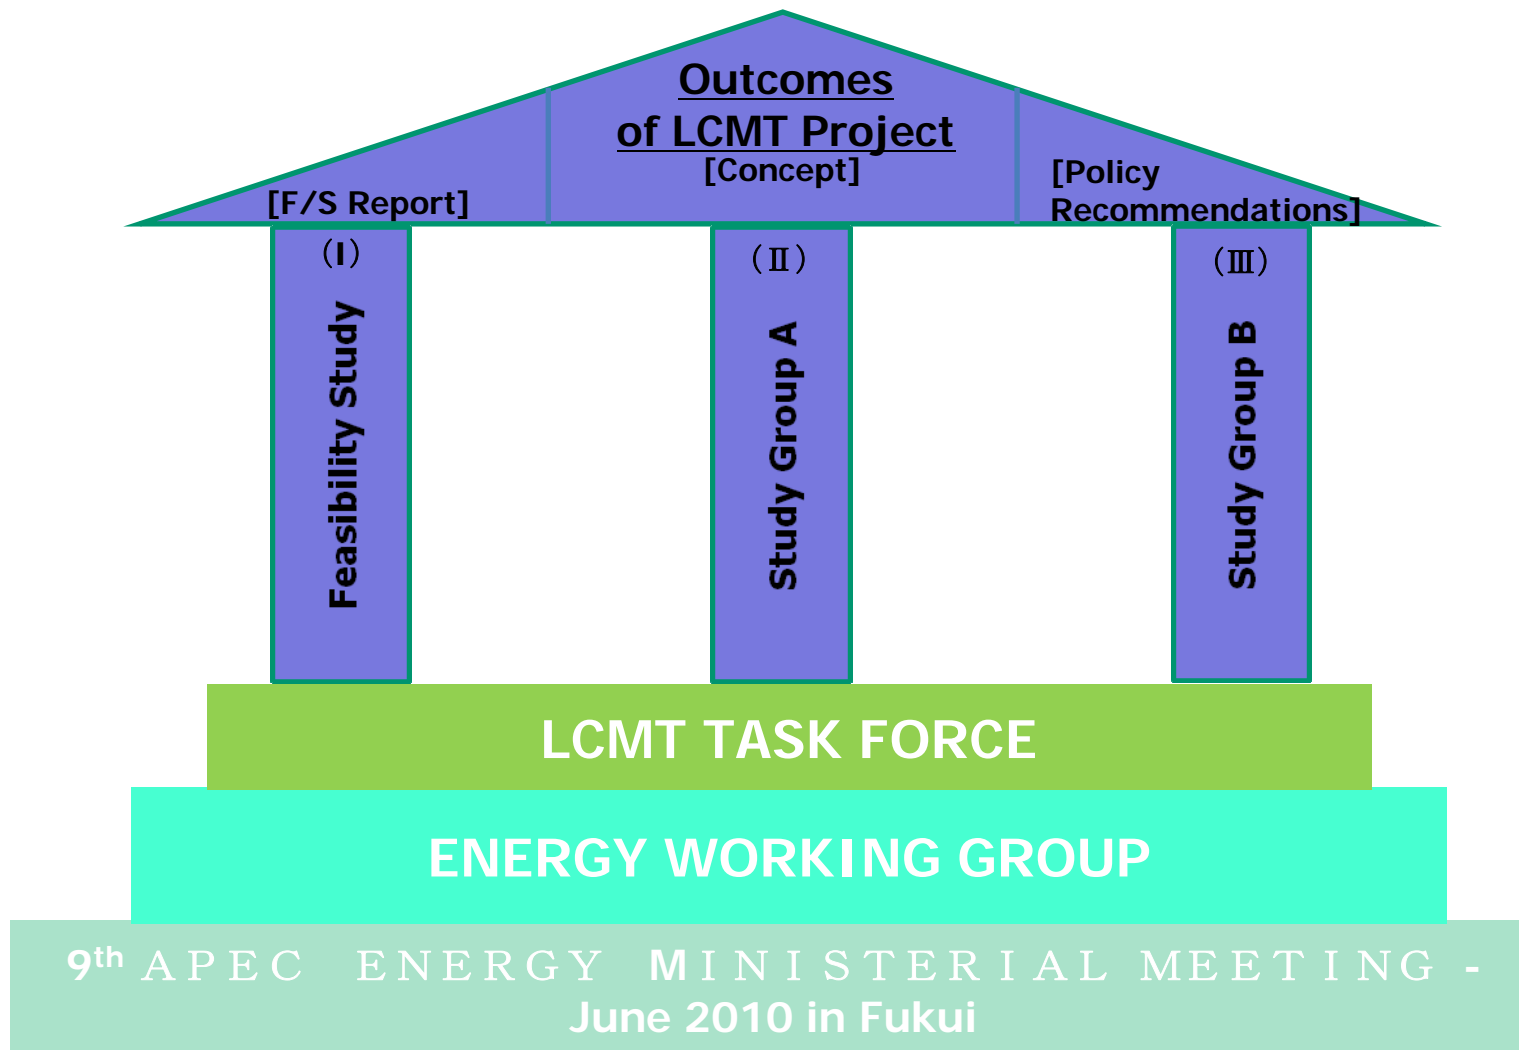 Outcomes
of LCMT Project
[Concept]
[F/S Report]
[Policy
Recommendations]
（I）
Feasibility Study
（Ⅱ）
Study Group A
（Ⅲ）
Study Group B
LCMT TASK FORCE
ENERGY WORKING GROUP
9th ＡＰＥＣ　ＥＮＥＲＧＹ　MＩＮＩＳＴＥＲＩＡＬ ＭＥＥＴＩＮＧ -
June 2010 in Fukui